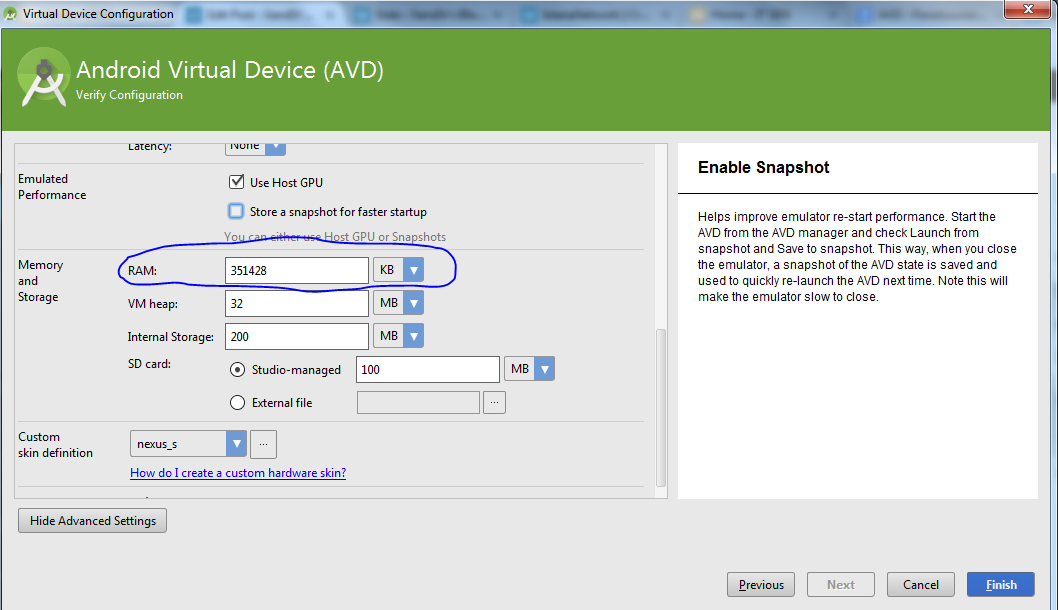 Virtual Device Configuration
Android Virtual Device (AVD)
Verify Configuration
Latency: None
Emulated
Performance
Use Host GPU
Store a snapshot for faster startup
You can either use Host GPU or Snapshots
Memory
and
Storage
RAM: 351428 KB
VM heap: 32 MB
Internal Storage: 200 MB
SD card:
Studio-managed 100 MB
External file ...
Custom
skin definition
nexus_s ...
How do I create a custom hardware skin?
Hide Advanced Settings
Enable Snapshot
Helps improve emulator re-start performance. Start the
AVD from the AVD manager and check Launch from
snapshot and Save to snapshot. This way, when you close
the emulator, a snapshot of the AVD state is saved and
used to quickly re-launch the AVD next time. Note this will
make the emulator slow to close.
Previous Next Cancel Finish